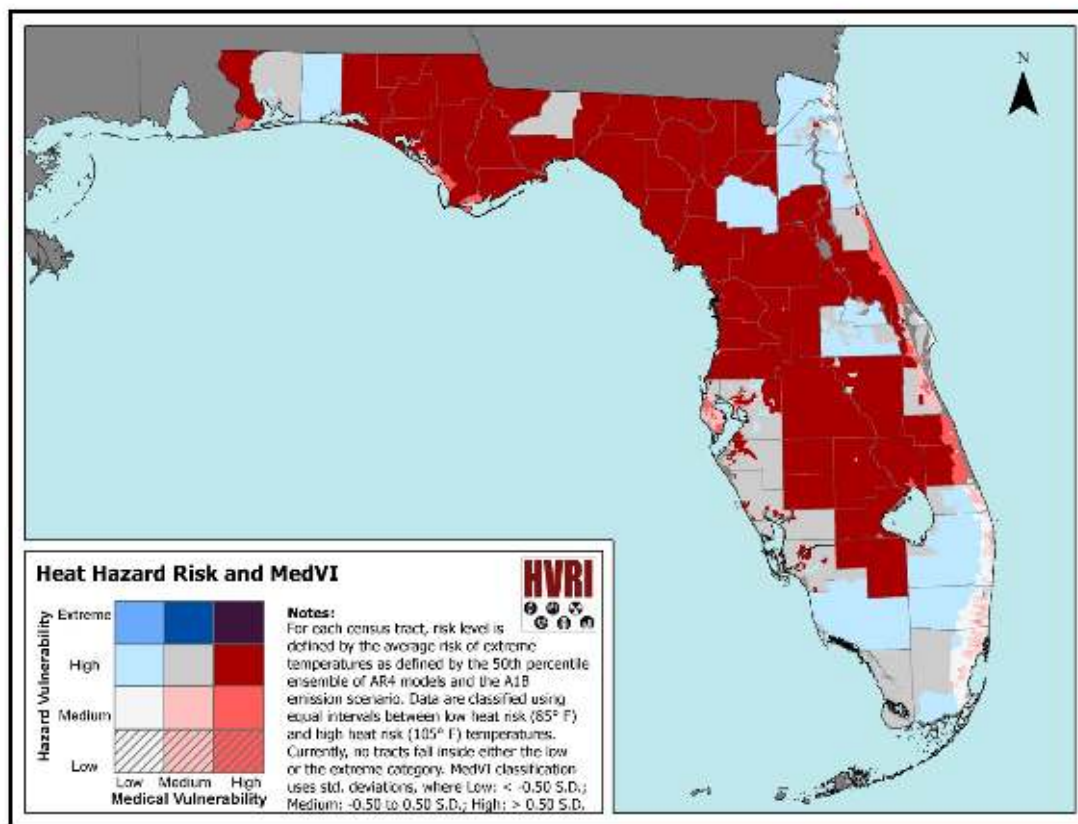 N
Heat Hazard Risk and MedVI
HVRI
Hazard Vulnerability
Extreme
High
Medium
Low
Low Medium High
Medical Vulnerability
Notes:
For each census tract, risk level is
defined by the average risk of extreme
temperatures as defined by the 50th percentile
ensemble of AR4 models and the A1B
emission scenario. Data are classified using
equal intervals between low heat risk (85° F)
and high heat risk (105° F) temperatures.
Currently, no tracts fall inside either the low
or the extreme category. MedVI classification
uses std. deviations, where Low: < -0.50 S.D.;
Medium: -0.50 to 0.50 S.D.; High: > 0.50 S.D.